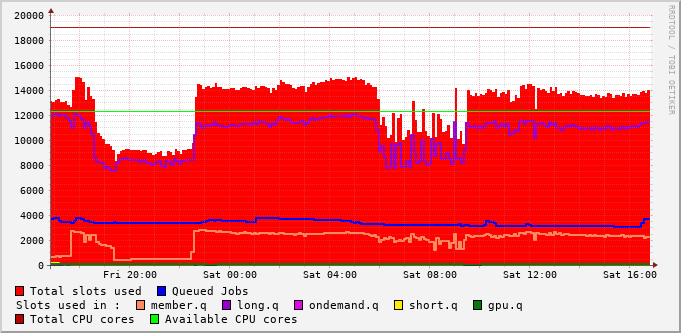 20000
18000
16000
14000
12000
10000
8000
6000
4000
2000
0
Fri 20:00 Sat 00:00 Sat 04:00 Sat 08:00 Sat 12:00 Sat 16:00
RRDTOOL / TOBI OETIKER
Total slots used Queued Jobs
Slots used in : member.q long.q ondemand.q short.q gpu.q
Total CPU cores Available CPU cores